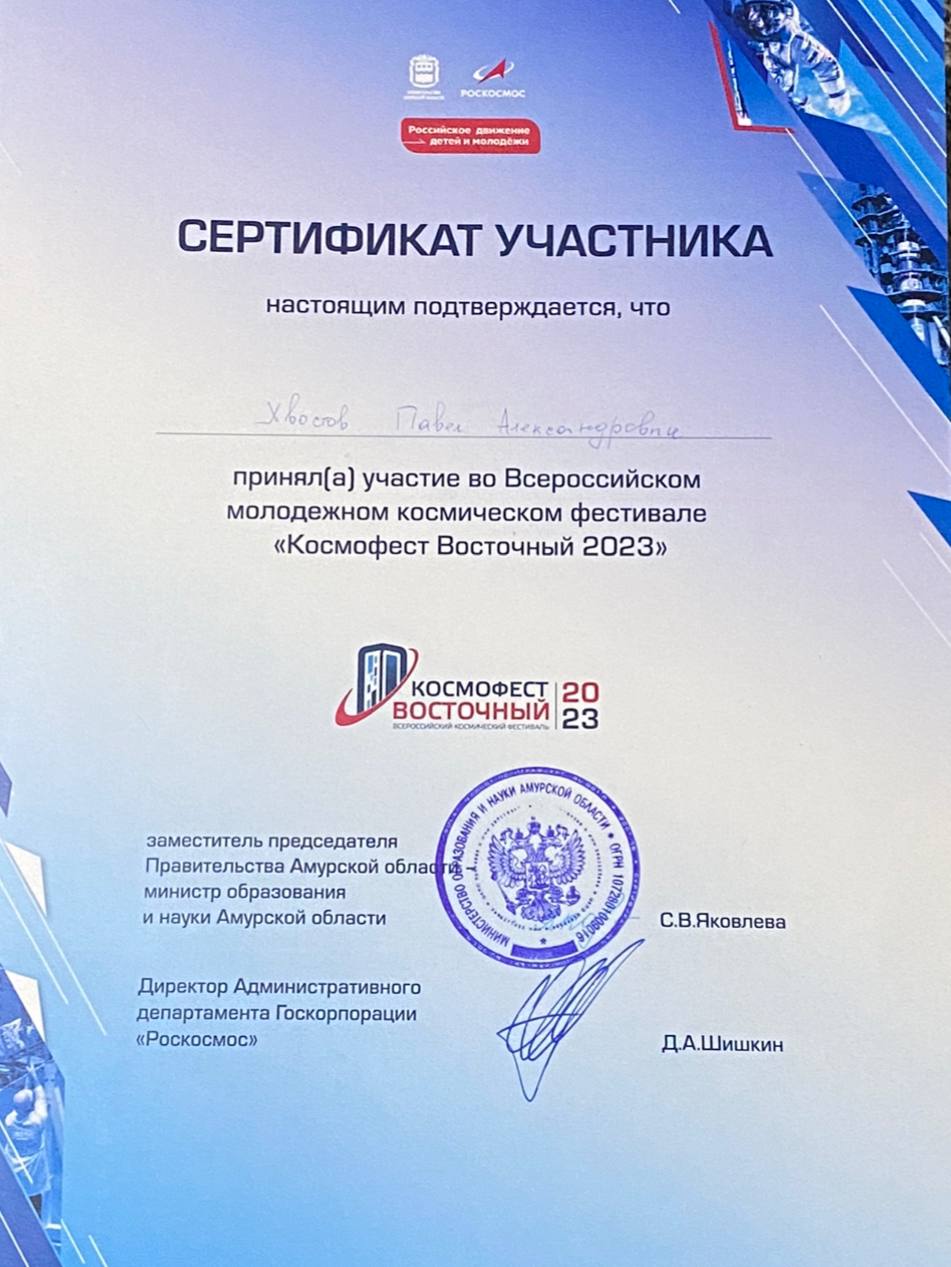 РОСКОСМОС
Российское движение
детей и молодёжи
СЕРТИФИКАТ УЧАСТНИКА
настоящим подтверждается, что
Хвостов Павел Александрович
принял(а) участие во Всероссийском
молодежном космическом фестивале
«Космофест Восточный 2023»
КОСМОФЕСТ
ВОСТОЧНЫЙ
ВСЕРОССИЙСКИЙ КОСМИЧЕСКИЙ ФЕСТИВАЛЬ
20
23
МИНИСТЕРСТВО ОБРАЗОВАНИЯ И НАУКИ АМУРСКОЙ ОБЛАСТИ • ОГРН
заместитель председателя
Правительства Амурской области
министр образования
и науки Амурской области
С.В.Яковлева
Директор Административного
департамента Госкорпорации
«Роскосмос»
Д.А.Шишкин